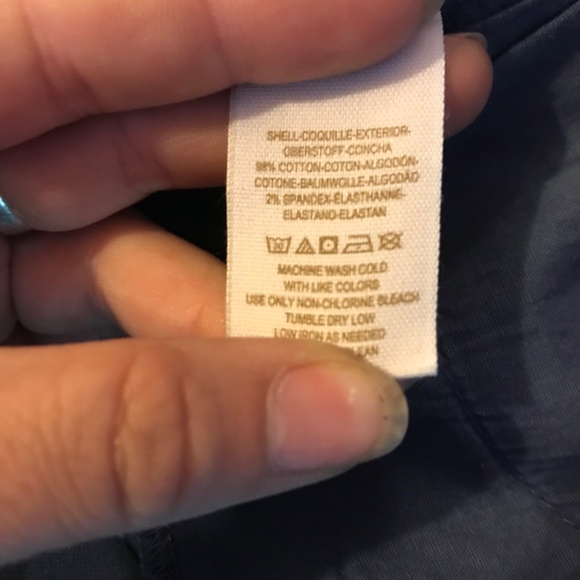 SHELL-COQUILLE-EXTERIOR-
OBERSTOFF-CONCHA
98% COTTON-COTON-ALGODÓN-
COTONE-BAUMWOLLE-ALGODÃO
2% SPANDEX-ÉLASTHANNE-
ELASTANO-ELASTAN
MACHINE WASH COLD
WITH LIKE COLORS
USE ONLY NON-CHLORINE BLEACH
TUMBLE DRY LOW
LOW IRON AS NEEDED